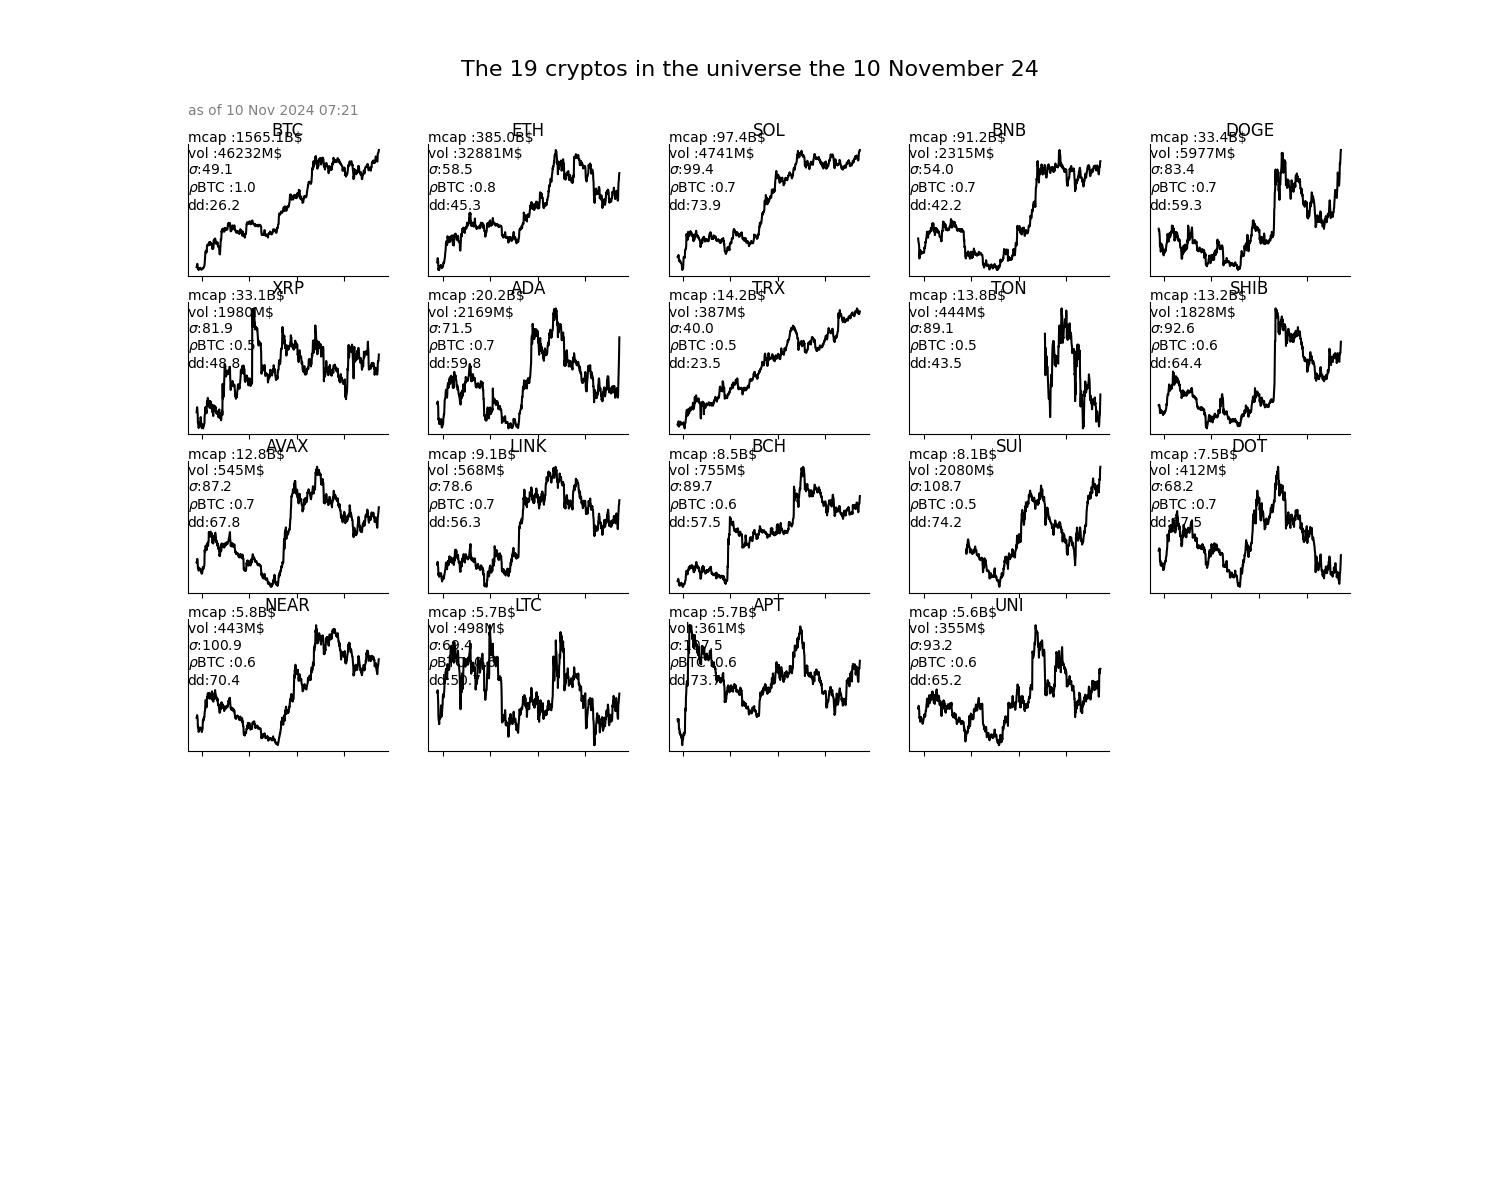 The 19 cryptos in the universe the 10 November 24
as of 10 Nov 2024 07:21
BTC
mcap :1565.1B$
vol :46232M$
σ:49.1
ρBTC :1.0
dd:26.2
ETH
mcap :385.0B$
vol :32881M$
σ:58.5
ρBTC :0.8
dd:45.3
SOL
mcap :97.4B$
vol :4741M$
σ:99.4
ρBTC :0.7
dd:73.9
BNB
mcap :91.2B$
vol :2315M$
σ:54.0
ρBTC :0.7
dd:42.2
DOGE
mcap :33.4B$
vol :5977M$
σ:83.4
ρBTC :0.7
dd:59.3
XRP
mcap :33.1B$
vol :1980M$
σ:81.9
ρBTC :0.5
dd:48.8
ADA
mcap :20.2B$
vol :2169M$
σ:71.5
ρBTC :0.7
dd:59.8
TRX
mcap :14.2B$
vol :387M$
σ:40.0
ρBTC :0.5
dd:23.5
TON
mcap :13.8B$
vol :444M$
σ:89.1
ρBTC :0.5
dd:43.5
SHIB
mcap :13.2B$
vol :1828M$
σ:92.6
ρBTC :0.6
dd:64.4
AVAX
mcap :12.8B$
vol :545M$
σ:87.2
ρBTC :0.7
dd:67.8
LINK
mcap :9.1B$
vol :568M$
σ:78.6
ρBTC :0.7
dd:56.3
BCH
mcap :8.5B$
vol :755M$
σ:89.7
ρBTC :0.6
dd:57.5
SUI
mcap :8.1B$
vol :2080M$
σ:108.7
ρBTC :0.5
dd:74.2
DOT
mcap :7.5B$
vol :412M$
σ:68.2
ρBTC :0.7
NEAR
mcap :5.8B$
vol :443M$
σ:100.9
ρBTC :0.6
dd:70.4
LTC
mcap :5.7B$
vol :498M$
APT
mcap :5.7B$
vol :361M$
σ:107.5
ρBTC :0.6
UNI
mcap :5.6B$
vol :355M$
σ:93.2
ρBTC :0.6
dd:65.2